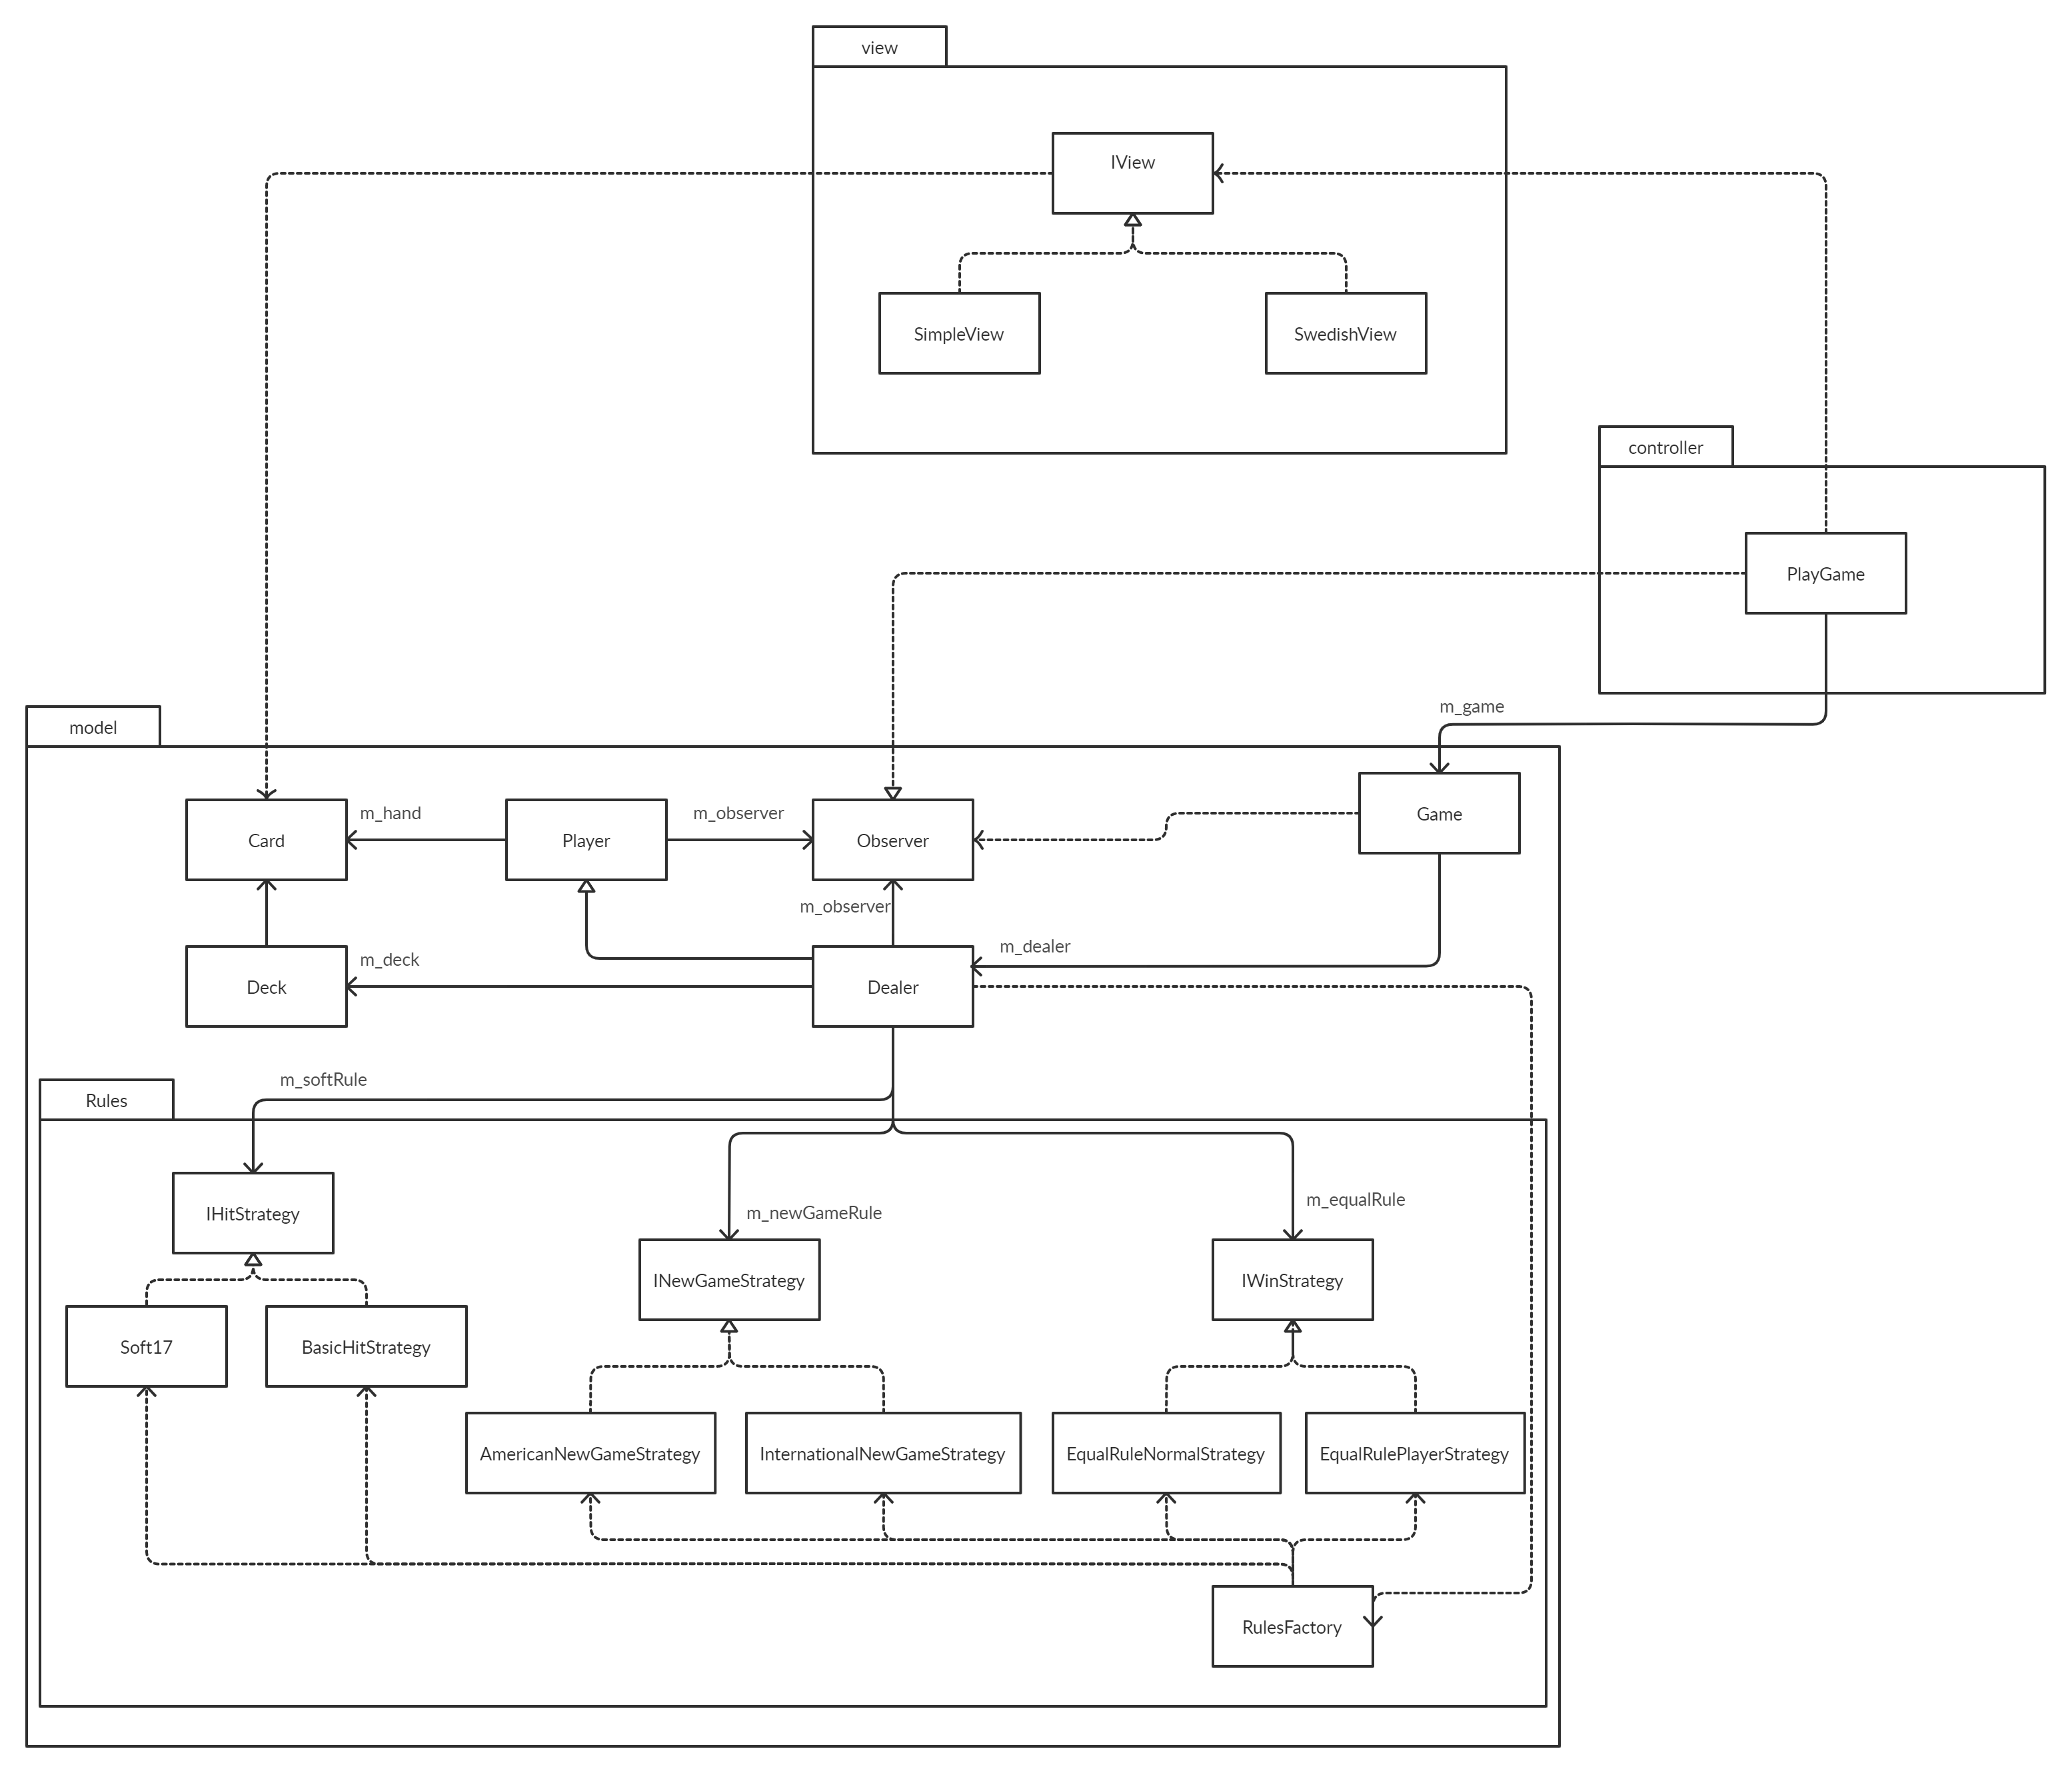 view
IView
SimpleView
SwedishView
controller
PlayGame
m_game
model
Game
Card
m_hand
Player
m_observer
Observer
m_observer
m_dealer
Deck
m_deck
Dealer
m_softRule
Rules
IHitStrategy
m_newGameRule
m_equalRule
INewGameStrategy
IWinStrategy
Soft17
BasicHitStrategy
AmericanNewGameStrategy
InternationalNewGameStrategy
EqualRuleNormalStrategy
EqualRulePlayerStrategy
RulesFactory